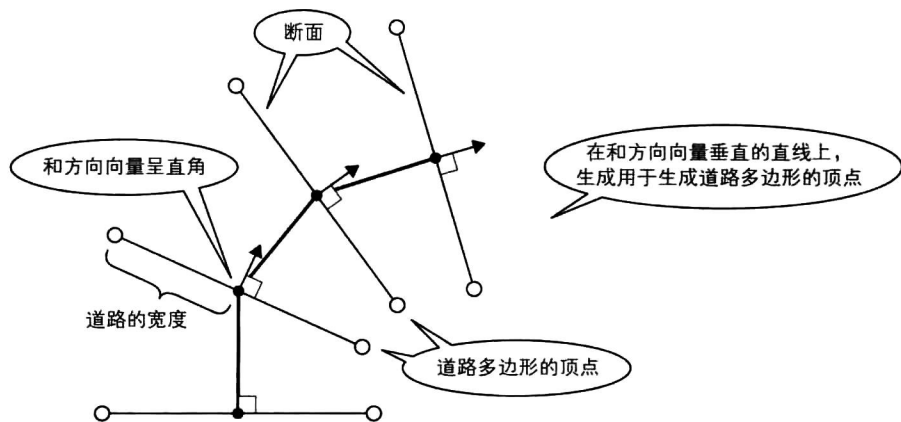 断面
和方向向量呈直角
在和方向向量垂直的直线上，
生成用于生成道路多边形的顶点
道路的宽度
道路多边形的顶点